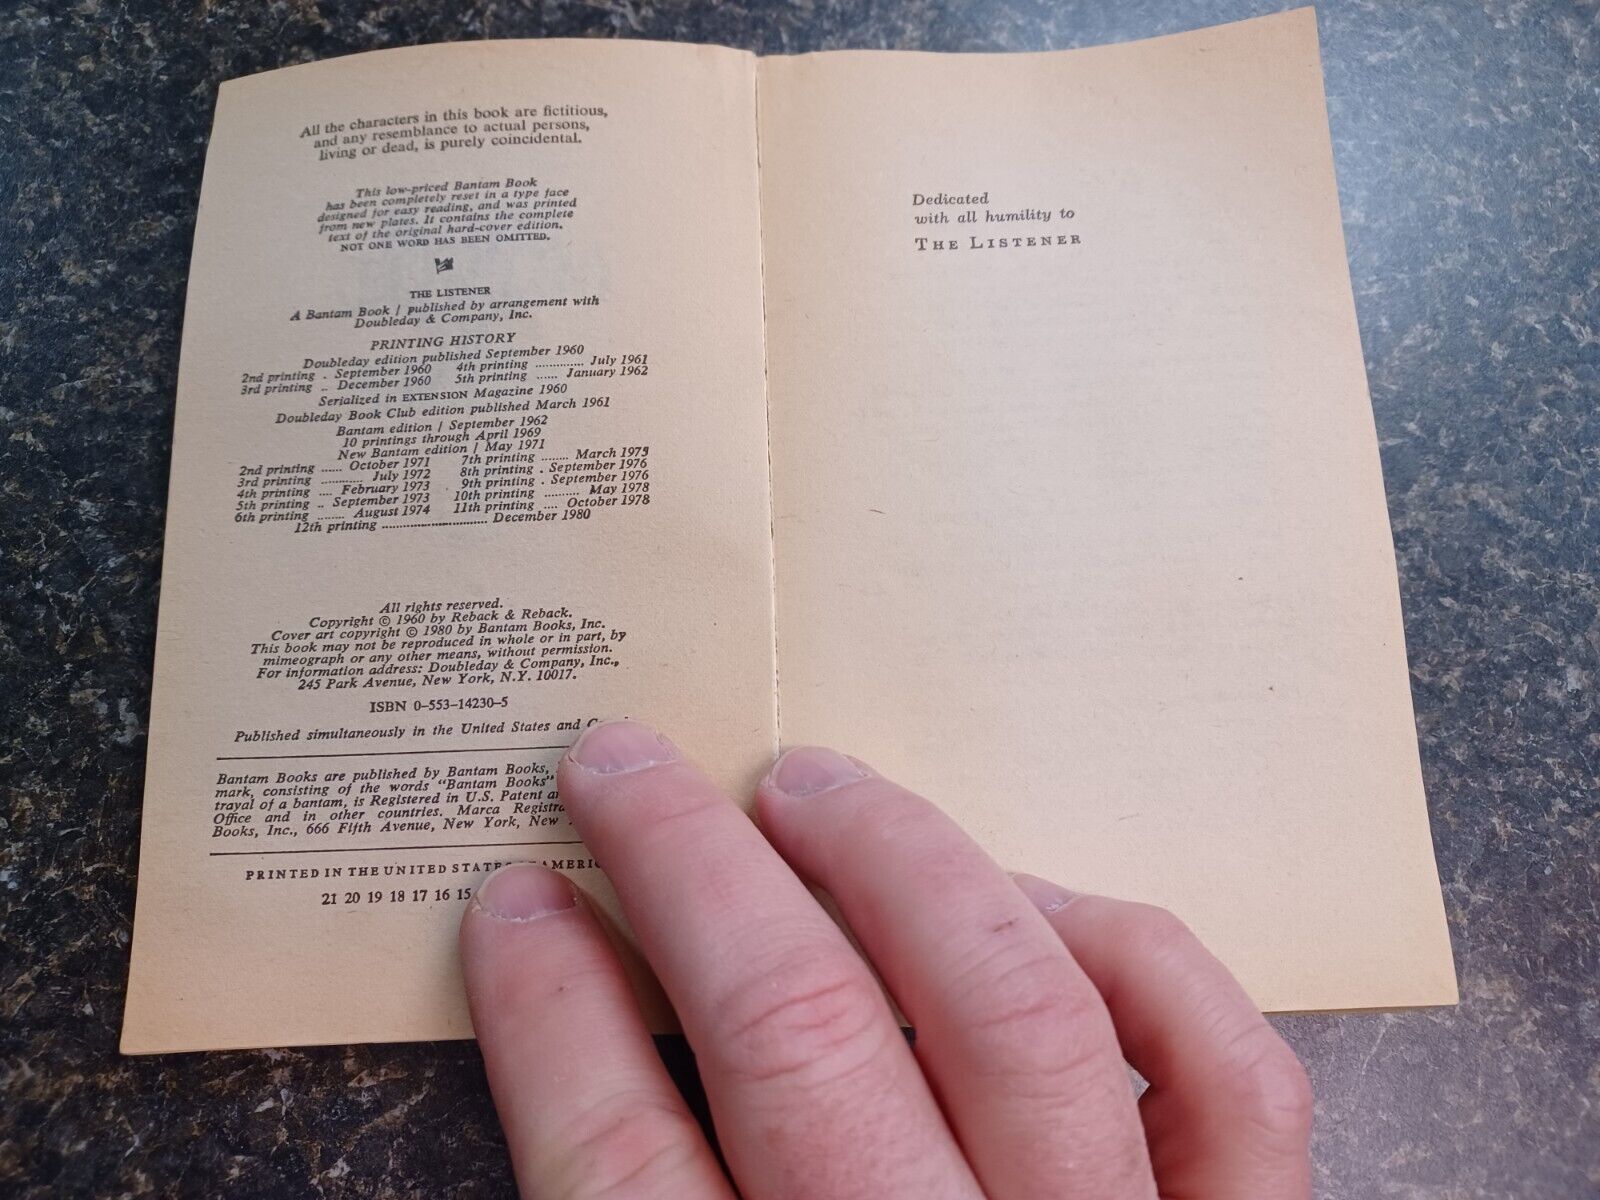 All the characters in this book are fictitious,
and any resemblance to actual persons,
living or dead, is purely coincidental.
This low-priced Bantam Book
has been completely reset in a type face
designed for easy reading, and was printed
from new plates. It contains the complete
text of the original hard-cover edition.
NOT ONE WORD HAS BEEN OMITTED.
THE LISTENER
A Bantam Book / published by arrangement with
Doubleday & Company, Inc.
PRINTING HISTORY
Doubleday edition published September 1960
2nd printing . September 1960 4th printing ............. July 1961
3rd printing .. December 1960 5th printing ...... January 1962
Serialized in EXTENSION Magazine 1960
Doubleday Book Club edition published March 1961
Bantam edition / September 1962
10 printings through April 1969
New Bantam edition / May 1971
2nd printing ...... October 1971 7th printing ........ March 1975
3rd printing ............ July 1972 8th printing . September 1976
4th printing .... February 1973 9th printing . September 1976
5th printing .. September 1973 10th printing .......... May 1978
6th printing ....... August 1974 11th printing .... October 1978
12th printing ............................ December 1980
All rights reserved.
Copyright © 1960 by Reback & Reback.
Cover art copyright © 1980 by Bantam Books, Inc.
This book may not be reproduced in whole or in part, by
mimeograph or any other means, without permission.
For information address: Doubleday & Company, Inc.,
245 Park Avenue, New York, N.Y. 10017.
ISBN 0-553-14230-5
Published simultaneously in the United States and
Bantam Books are published by Bantam Books,
mark, consisting of the words "Bantam Books"
trayal of a bantam, is Registered in U.S. Patent
Office and in other countries. Marca
Books, Inc., 666 Fifth Avenue, New York, New
PRINTED IN THE UNITED STATES
21 20 19 18 17 16 15
Dedicated
with all humility to
THE LISTENER